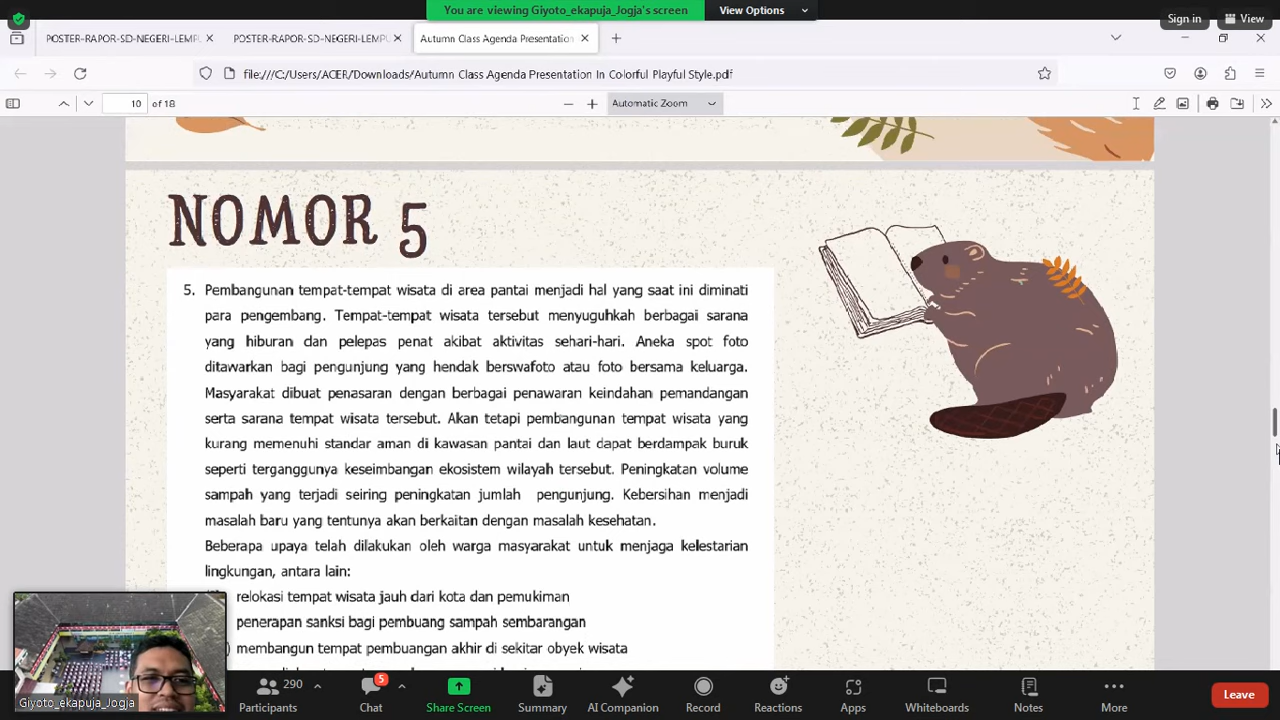 You are viewing Giyoto_ekapuja_Jogja's screen
View Options
Sign in
View
POSTER-RAPOR-SD-NEGERI-LEMPU
POSTER-RAPOR-SD-NEGERI-LEMPU
Autumn Class Agenda Presentation
file:///C:/Users/ACER/Downloads/Autumn Class Agenda Presentation In Colorful Playful Style.pdf
10 of 18
Automatic Zoom
NOMOR 5
5. Pembangunan tempat-tempat wisata di area pantai menjadi hal yang saat ini diminati
para pengembang. Tempat-tempat wisata tersebut menyuguhkah berbagai sarana
yang hiburan dan pelepas penat akibat aktivitas sehari-hari. Aneka spot foto
ditawarkan bagi pengunjung yang hendak berswafoto atau foto bersama keluarga.
Masyarakat dibuat penasaran dengan berbagai penawaran keindahan pemandangan
serta sarana tempat wisata tersebut. Akan tetapi pembangunan tempat wisata yang
kurang memenuhi standar aman di kawasan pantai dan laut dapat berdampak buruk
seperti terganggunya keseimbangan ekosistem wilayah tersebut. Peningkatan volume
sampah yang terjadi seiring peningkatan jumlah pengunjung. Kebersihan menjadi
masalah baru yang tentunya akan berkaitan dengan masalah kesehatan.
Beberapa upaya telah dilakukan oleh warga masyarakat untuk menjaga kelestarian
lingkungan, antara lain:
relokasi tempat wisata jauh dari kota dan pemukiman
penerapan sanksi bagi pembuang sampah sembarangan
) membangun tempat pembuangan akhir di sekitar obyek wisata
Giyoto_ekapuja_Jogja
290
5
Participants
Chat
Share Screen
Summary
AI Companion
Record
Reactions
Apps
Whiteboards
Notes
More
Leave